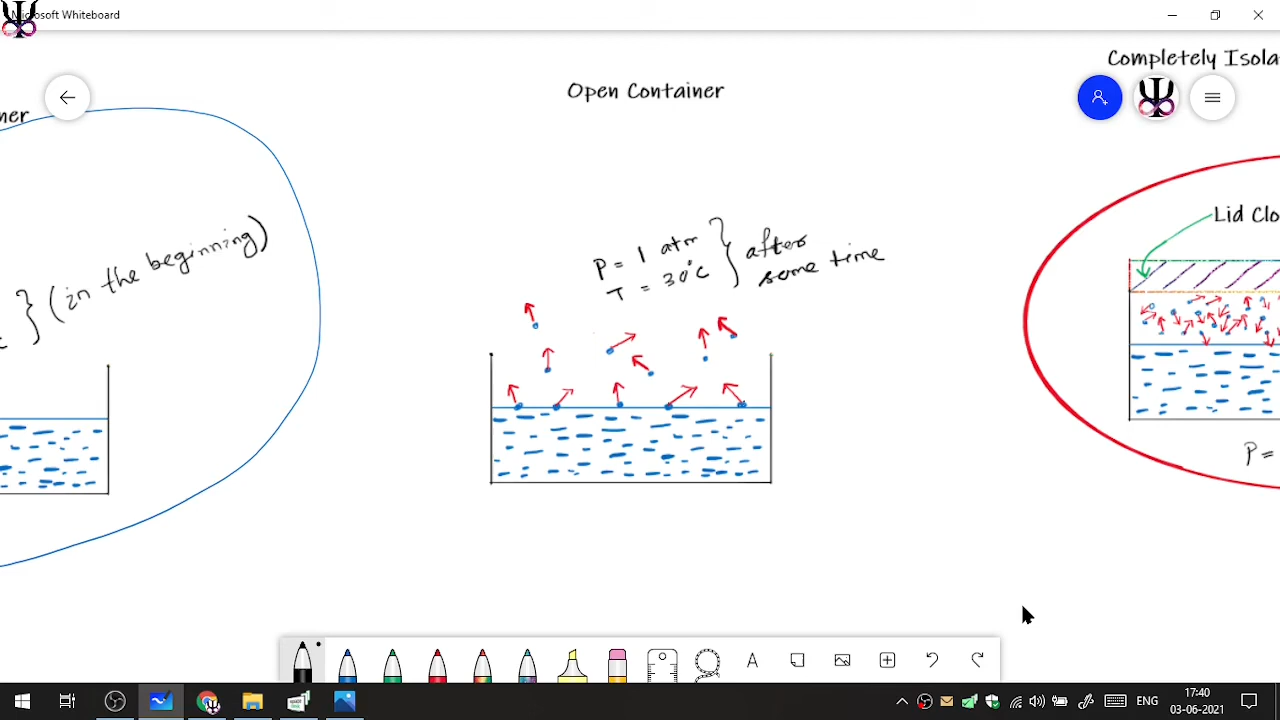 Microsoft Whiteboard
Completely Isola
Open Container
ner
Lid Clo
(in the beginning)
P = 1 atm
T = 30°C
after
some time
P =
A
ENG
17:40
03-06-2021